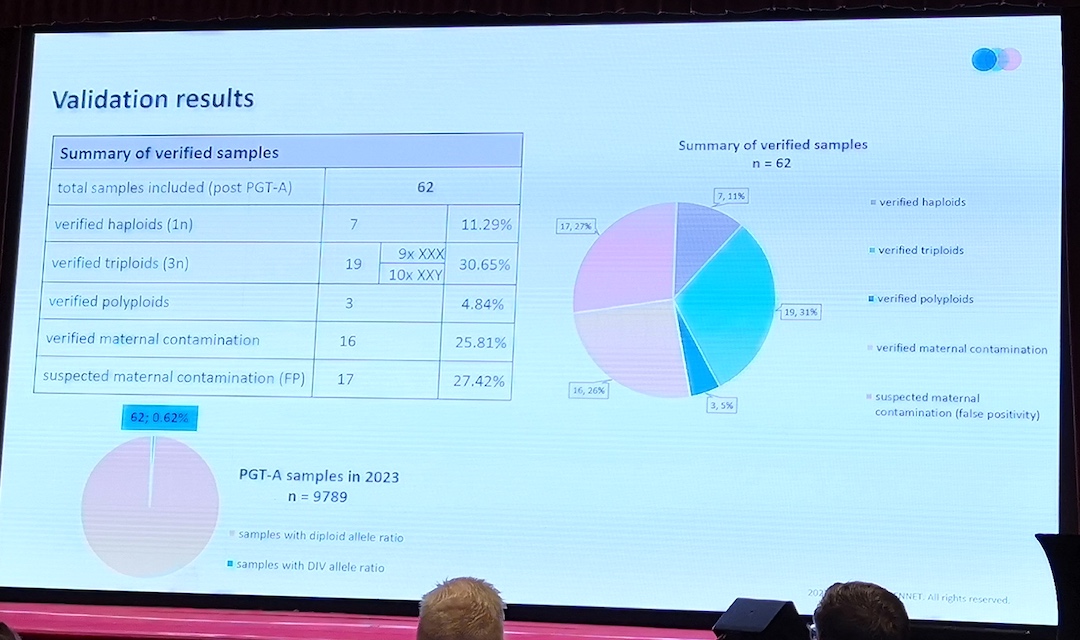 Validation results
Summary of verified samples
total samples included (post PGT-A) 62
verified haploids (1n) 7 11.29%
verified triploids (3n) 19 9x XXX 10x XXY 30.65%
verified polyploids 3 4.84%
verified maternal contamination 16 25.81%
suspected maternal contamination (FP) 17 27.42%
62; 0.62%
PGT-A samples in 2023
n = 9789
samples with diploid allele ratio
samples with DIV allele ratio
Summary of verified samples
n = 62
7, 11%
17, 27%
19, 31%
16, 26%
3, 5%
verified haploids
verified triploids
verified polyploids
verified maternal contamination
suspected maternal
contamination (false positivity)
All rights reserved.